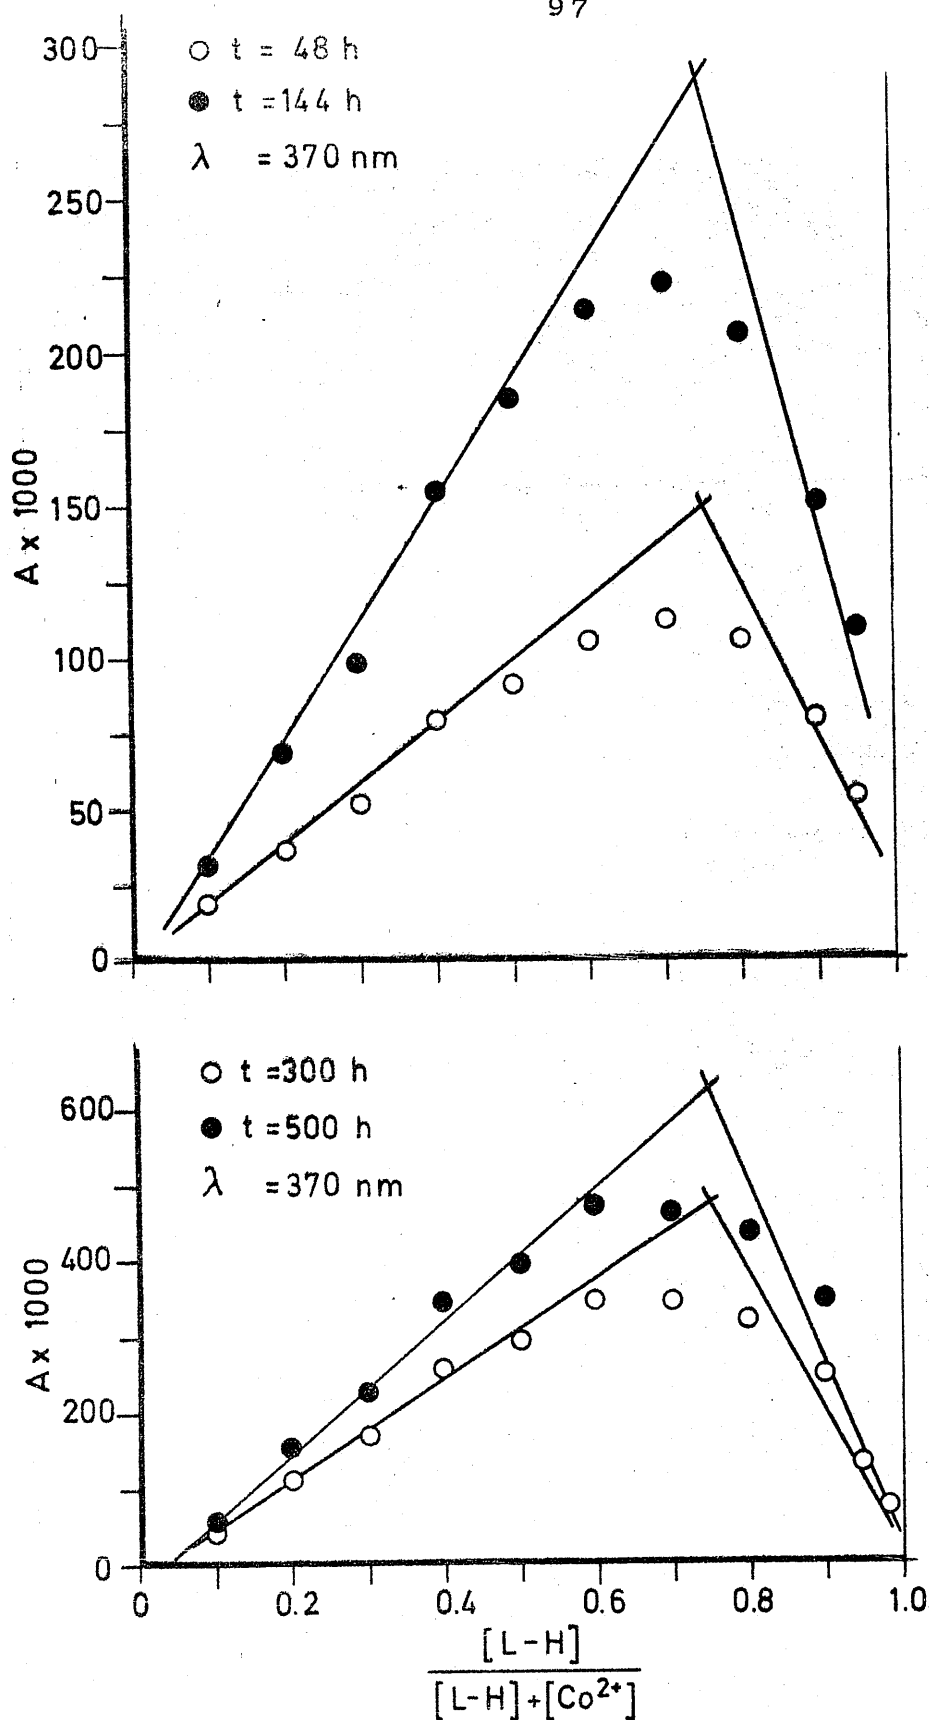 97
t = 48 h
t =144 h
λ = 370 nm
300
250
200
150
100
50
0
A x 1000
t =300 h
t =500 h
λ =370 nm
600
400
200
0
A x 1000
0 0.2 0.4 0.6 0.8 1.0
[L-H]
[L-H]+[Co²⁺]